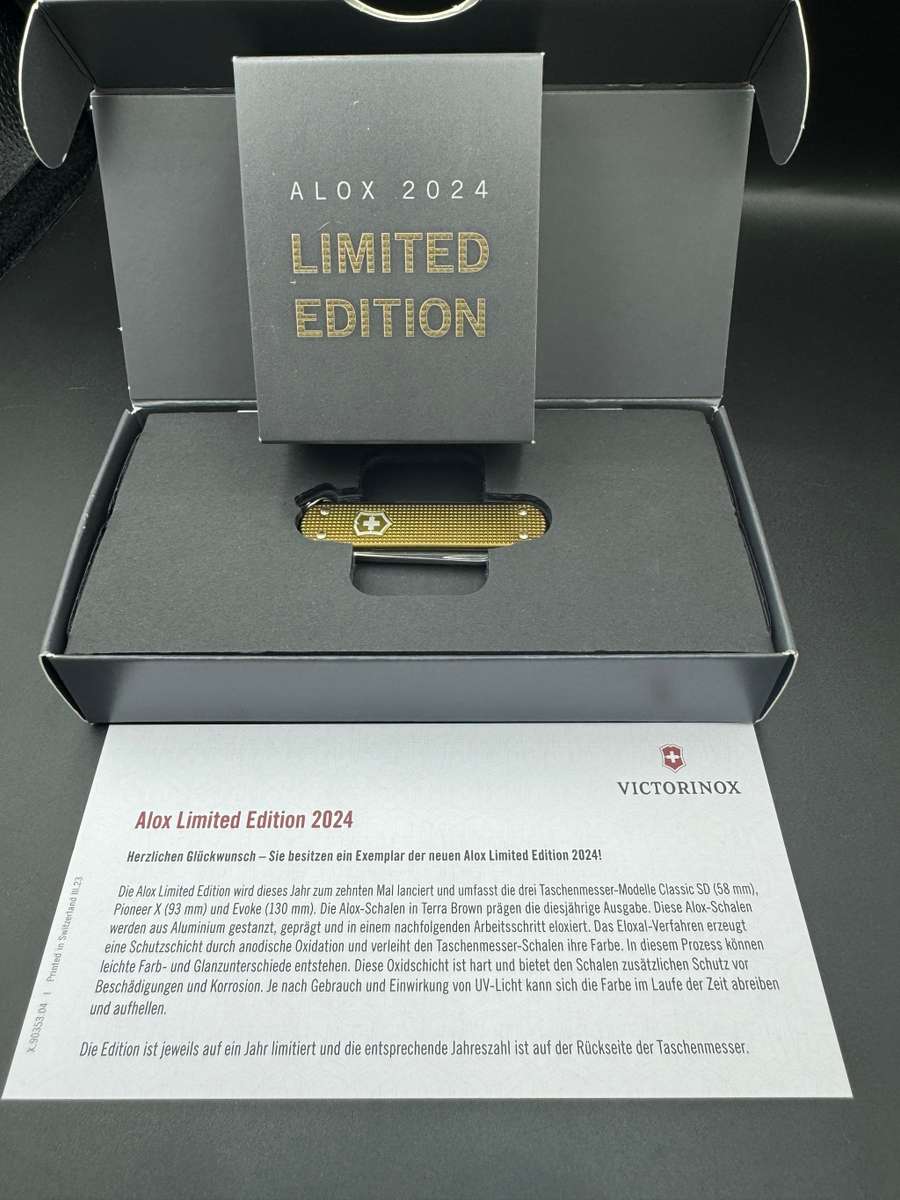 ALOX 2024
LIMITED
EDITION
VICTORINOX
Alox Limited Edition 2024
Herzlichen Glückwunsch – Sie besitzen ein Exemplar der neuen Alox Limited Edition 2024!
Die Alox Limited Edition wird dieses Jahr zum zehnten Mal lanciert und umfasst die drei Taschenmesser-Modelle Classic SD (58 mm),
Pioneer X (93 mm) und Evoke (130 mm). Die Alox-Schalen in Terra Brown prägen die diesjährige Ausgabe. Diese Alox-Schalen
werden aus Aluminium gestanzt, geprägt und in einem nachfolgenden Arbeitsschritt eloxiert. Das Eloxal-Verfahren erzeugt
eine Schutzschicht durch anodische Oxidation und verleiht den Taschenmesser-Schalen ihre Farbe. In diesem Prozess können
leichte Farb- und Glanzunterschiede entstehen. Diese Oxidschicht ist hart und bietet den Schalen zusätzlichen Schutz vor
Beschädigungen und Korrosion. Je nach Gebrauch und Einwirkung von UV-Licht kann sich die Farbe im Laufe der Zeit abreiben
und aufhellen.
Die Edition ist jeweils auf ein Jahr limitiert und die entsprechende Jahreszahl ist auf der Rückseite der Taschenmesser.
X.90353.04 | Printed in Switzerland III.23